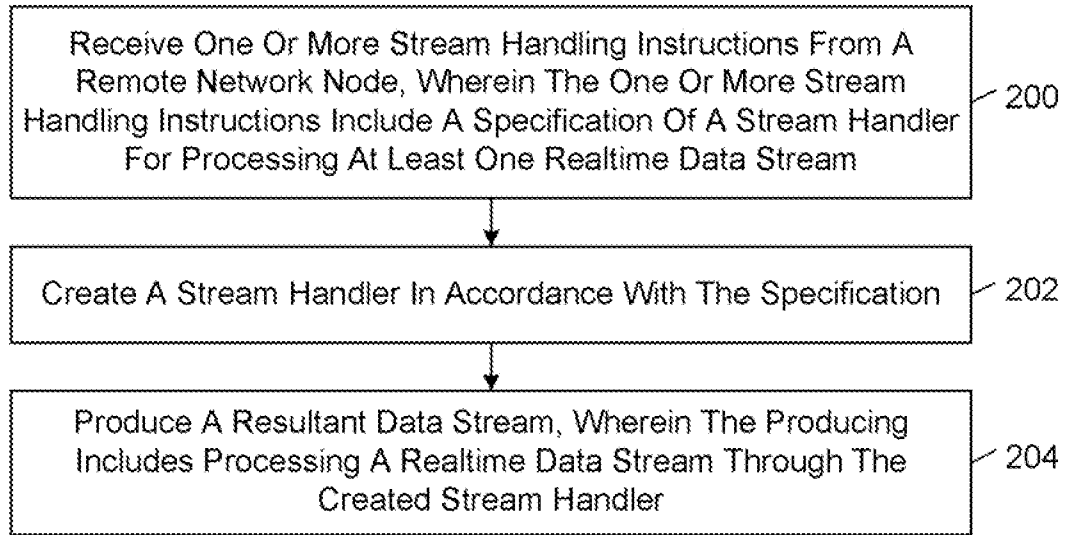 Receive One Or More Stream Handling Instructions From A
Remote Network Node, Wherein The One Or More Stream
Handling Instructions Include A Specification Of A Stream Handler
For Processing At Least One Realtime Data Stream
200
Create A Stream Handler In Accordance With The Specification
202
Produce A Resultant Data Stream, Wherein The Producing
Includes Processing A Realtime Data Stream Through The
Created Stream Handler
204